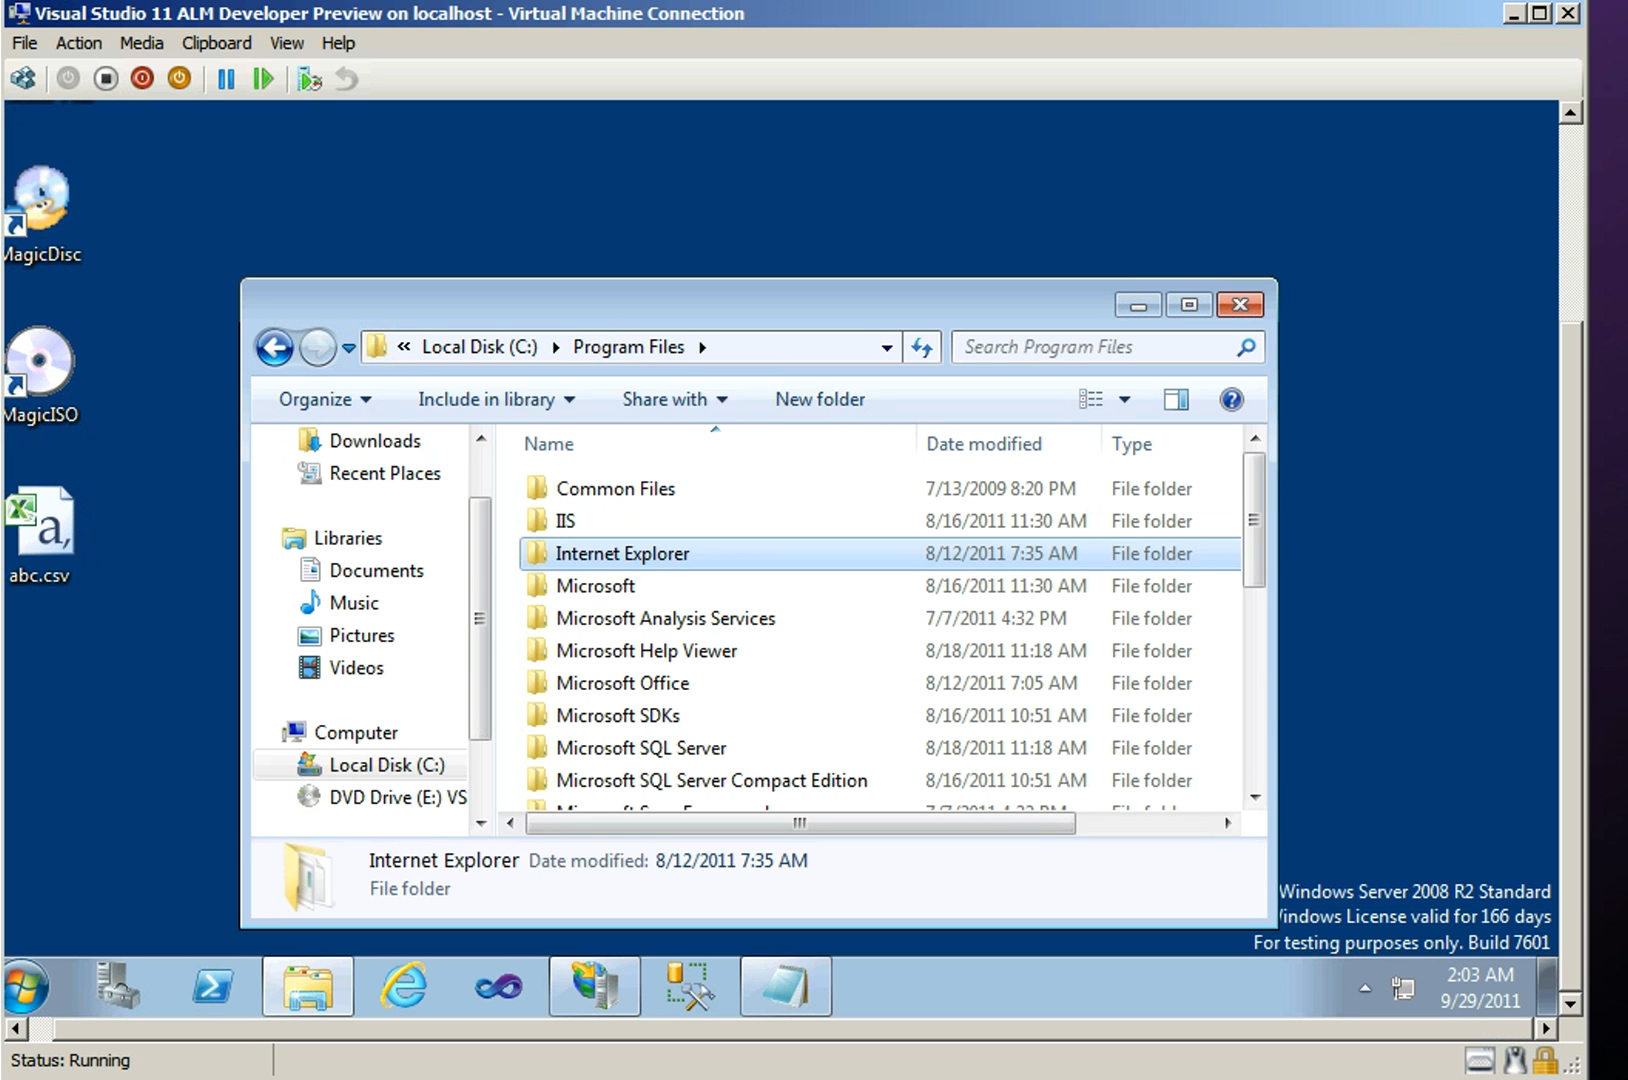 Visual Studio 11 ALM Developer Preview on localhost - Virtual Machine Connection
File Action Media Clipboard View Help
MagicDisc
MagicISO
abc.csv
« Local Disk (C:) Program Files
Search Program Files
Organize Include in library Share with New folder
Downloads
Recent Places
Libraries
Documents
Music
Pictures
Videos
Computer
Local Disk (C:)
DVD Drive (E:) VS
Name Date modified Type
Common Files 7/13/2009 8:20 PM File folder
IIS 8/16/2011 11:30 AM File folder
Internet Explorer 8/12/2011 7:35 AM File folder
Microsoft 8/16/2011 11:30 AM File folder
Microsoft Analysis Services 7/7/2011 4:32 PM File folder
Microsoft Help Viewer 8/18/2011 11:18 AM File folder
Microsoft Office 8/12/2011 7:05 AM File folder
Microsoft SDKs 8/16/2011 10:51 AM File folder
Microsoft SQL Server 8/18/2011 11:18 AM File folder
Microsoft SQL Server Compact Edition 8/16/2011 10:51 AM File folder
Internet Explorer Date modified: 8/12/2011 7:35 AM
File folder
Windows Server 2008 R2 Standard
Windows License valid for 166 days
For testing purposes only. Build 7601
2:03 AM
9/29/2011
Status: Running